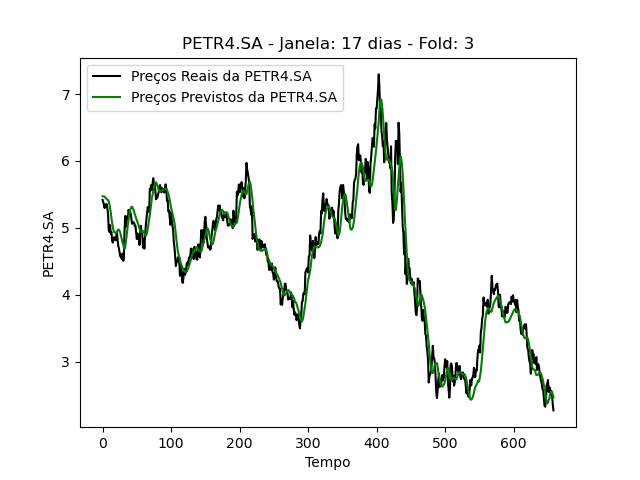 PETR4.SA - Janela: 17 dias - Fold: 3
Preços Reais da PETR4.SA
Preços Previstos da PETR4.SA
PETR4.SA
7
6
5
4
3
0 100 200 300 400 500 600
Tempo